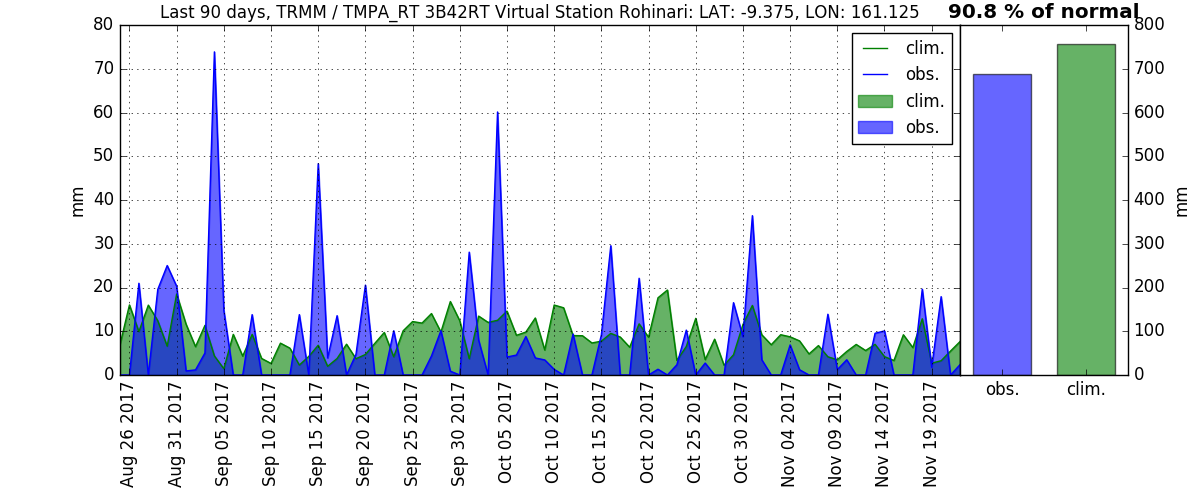 Last 90 days, TRMM / TMPA_RT 3B42RT Virtual Station Rohinari: LAT: -9.375, LON: 161.125
90.8 % of normal
80
70
60
50
40
30
20
10
0
mm
clim.
obs.
clim.
obs.
Aug 26 2017
Aug 31 2017
Sep 05 2017
Sep 10 2017
Sep 15 2017
Sep 20 2017
Sep 25 2017
Sep 30 2017
Oct 05 2017
Oct 10 2017
Oct 15 2017
Oct 20 2017
Oct 25 2017
Oct 30 2017
Nov 04 2017
Nov 09 2017
Nov 14 2017
Nov 19 2017
800
700
600
500
400
300
200
100
0
mm
obs.
clim.